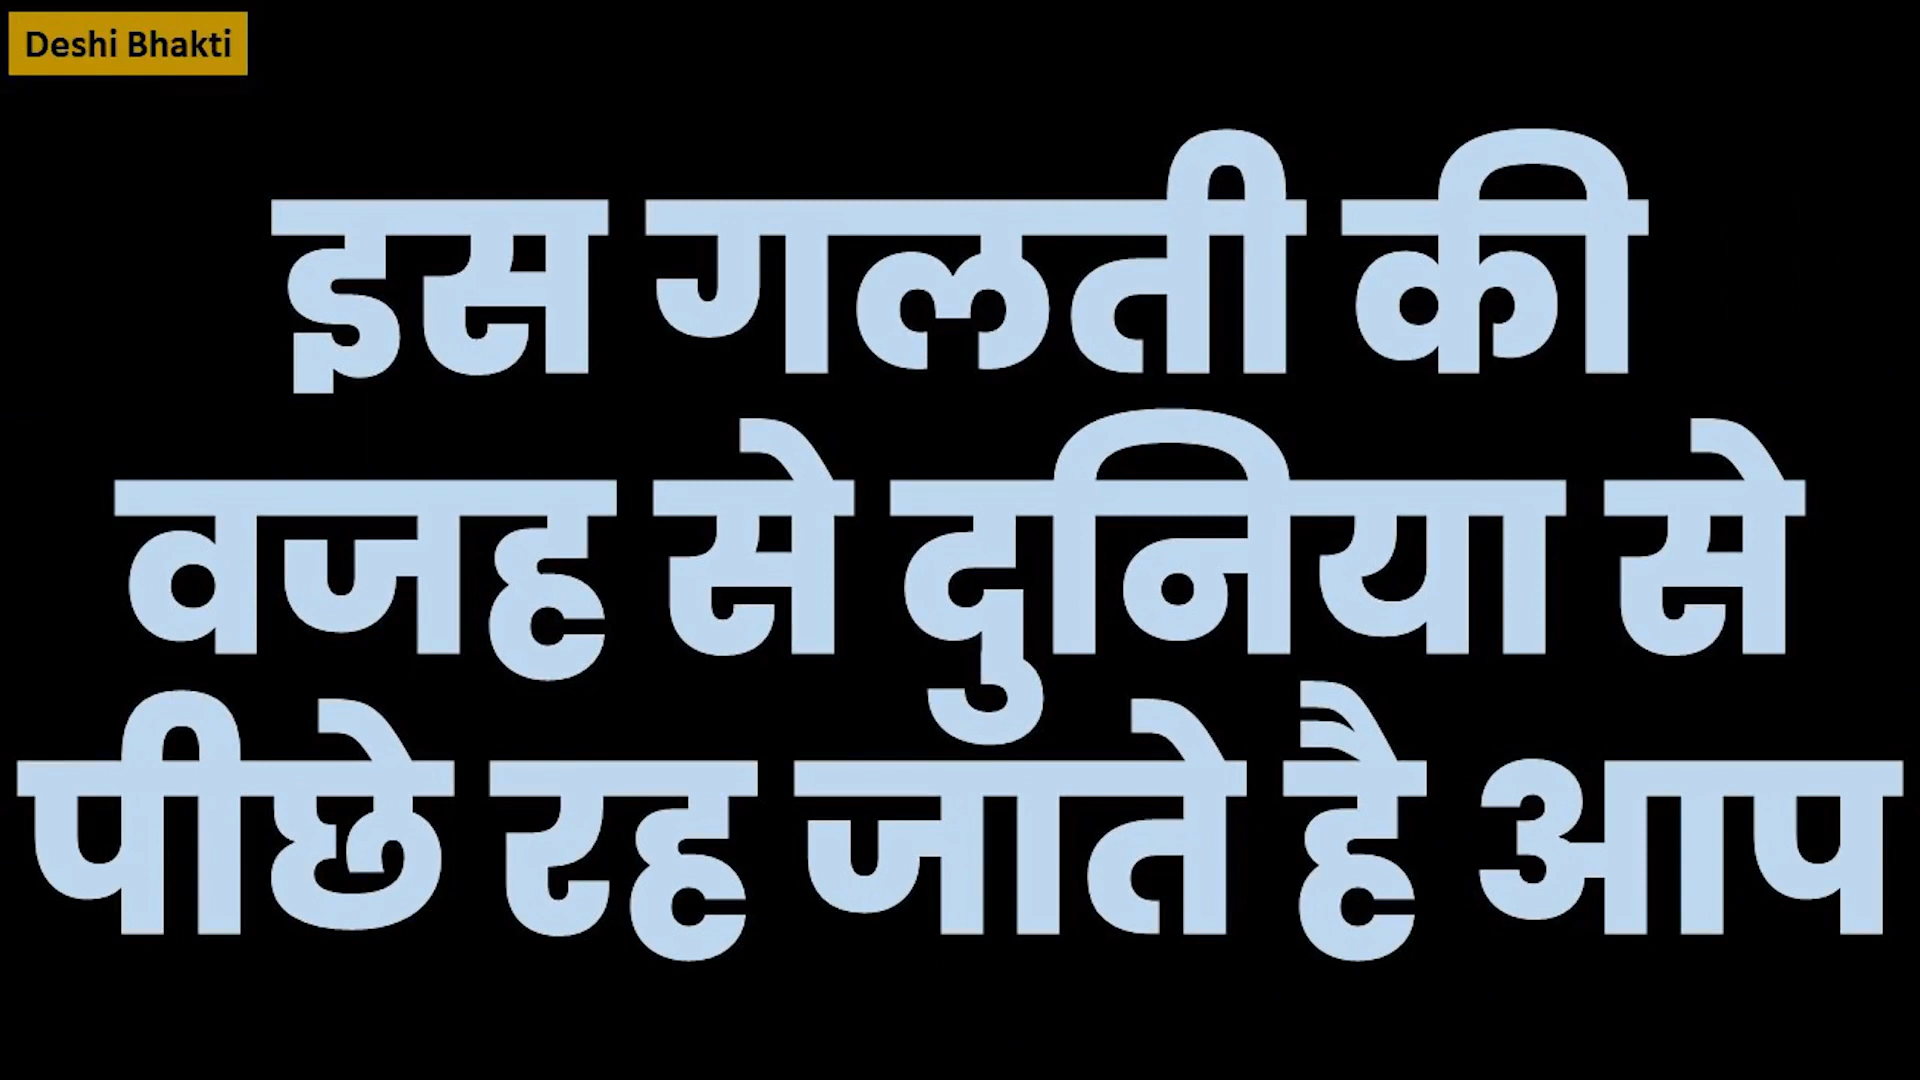 Deshi Bhakti
इस गलती की
वजह से दुनिया से
पीछे रह जाते है आप